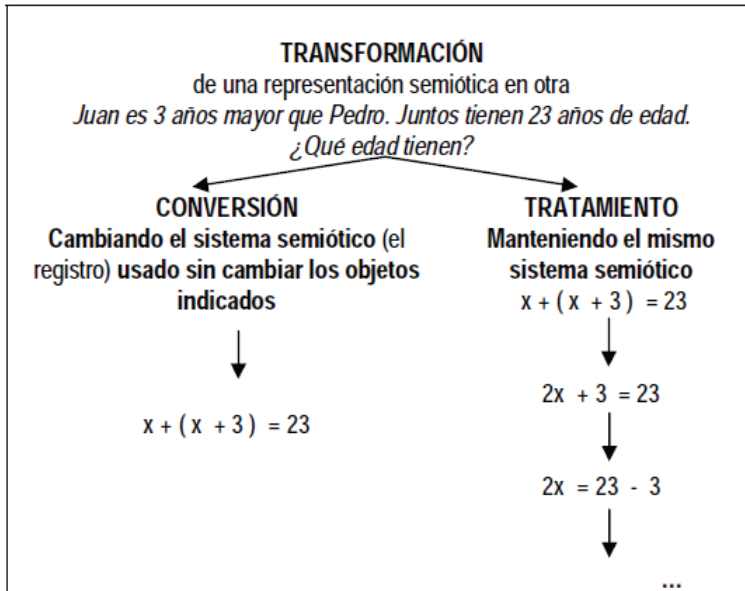 TRANSFORMACIÓN
de una representación semiótica en otra
Juan es 3 años mayor que Pedro. Juntos tienen 23 años de edad.
¿Qué edad tienen?
CONVERSIÓN
Cambiando el sistema semiótico (el
registro) usado sin cambiar los objetos
indicados
x + ( x + 3 ) = 23
TRATAMIENTO
Manteniendo el mismo
sistema semiótico
x + ( x + 3 ) = 23
2x + 3 = 23
2x = 23 - 3
...